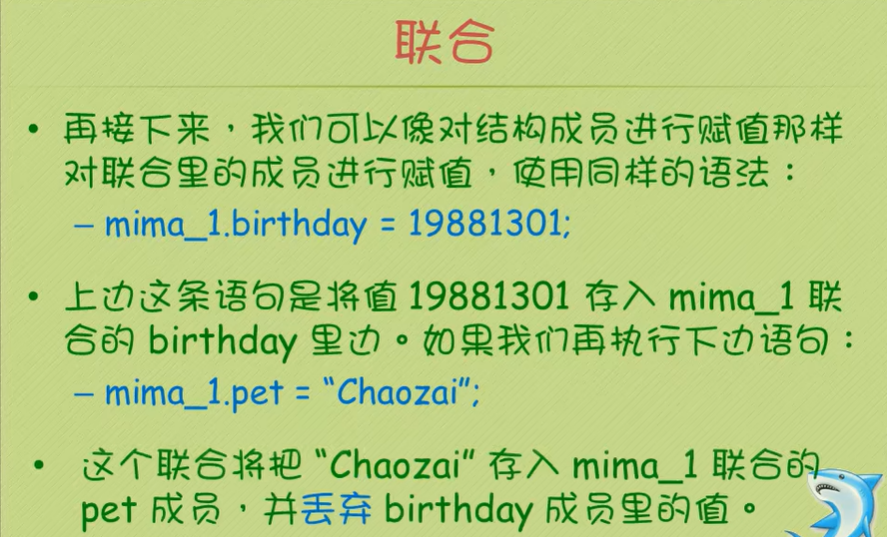 联合
• 再接下来，我们可以像对结构成员进行赋值那样
对联合里的成员进行赋值，使用同样的语法：
– mima_1.birthday = 19881301;
• 上边这条语句是将值 19881301 存入 mima_1 联
合的 birthday 里边。如果我们再执行下边语句：
– mima_1.pet = “Chaozai”;
• 这个联合将把 “Chaozai” 存入 mima_1 联合的
pet 成员，并丢弃 birthday 成员里的值。